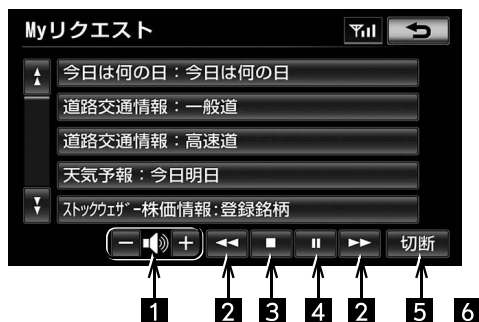 Myリクエスト
今日は何の日：今日は何の日
道路交通情報：一般道
道路交通情報：高速道
天気予報：今日明日
ストックウェザｰ株価情報:登録銘柄
切断
1 2 3 4 2 5 6